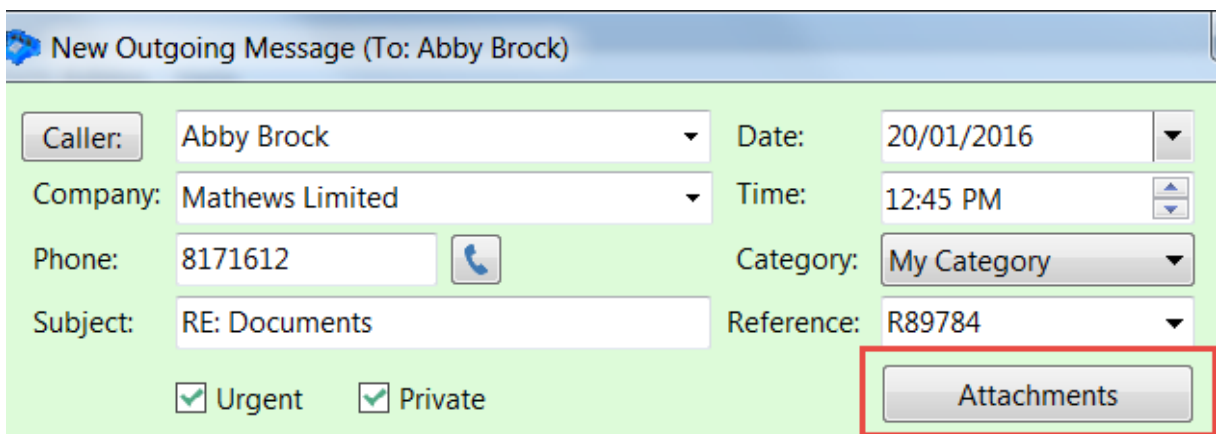 New Outgoing Message (To: Abby Brock)
Caller: Abby Brock Date: 20/01/2016
Company: Mathews Limited Time: 12:45 PM
Phone: 8171612 Category: My Category
Subject: RE: Documents Reference: R89784
Urgent Private Attachments